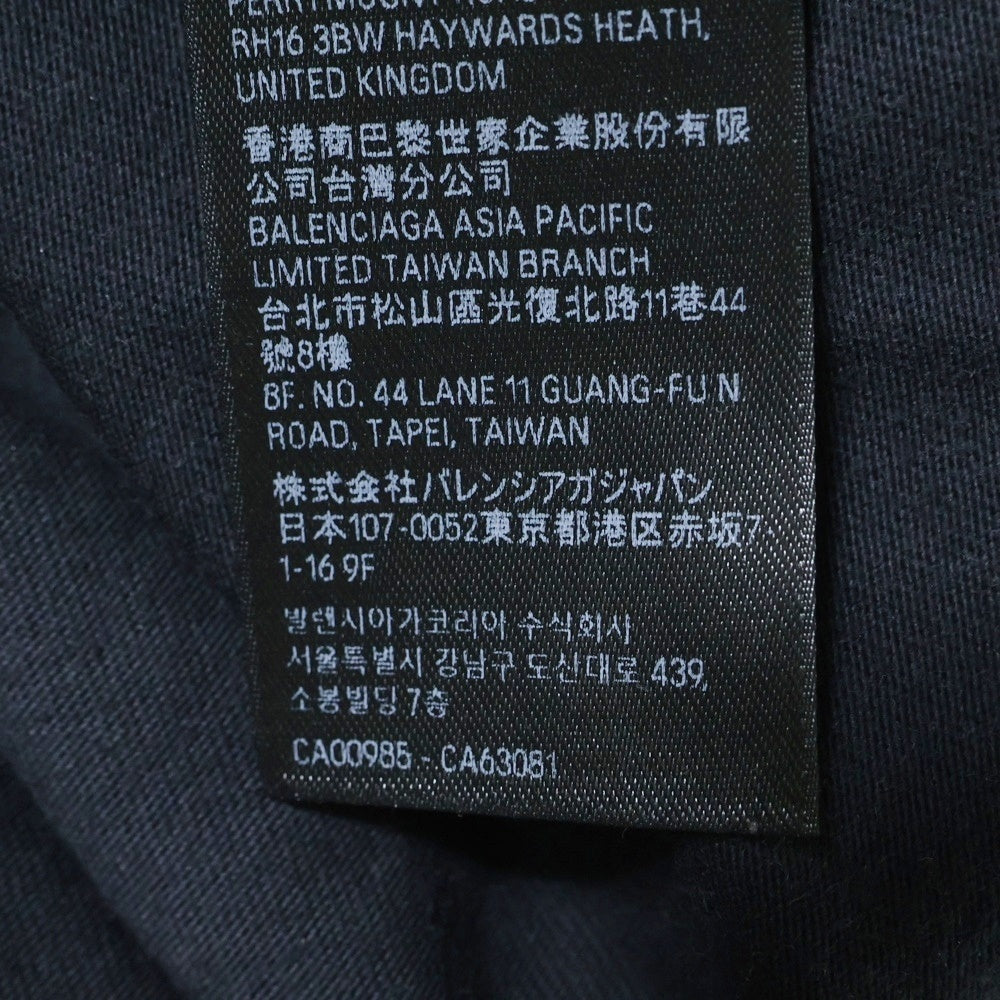 RH16 3BW HAYWARDS HEATH,
UNITED KINGDOM
香港商巴黎世家企業股份有限
公司台灣分公司
BALENCIAGA ASIA PACIFIC
LIMITED TAIWAN BRANCH
台北市松山區光復北路11巷44
號8樓
8F. NO. 44 LANE 11 GUANG-FU N
ROAD, TAPEI, TAIWAN
株式会社バレンシアガジャパン
日本107-0052東京都港区赤坂7
1-16 9F
발렌시아가코리아 수식회사
서울특별시 강남구 도산대로 439,
소봉빌딩 7층
CA00985 - CA63081